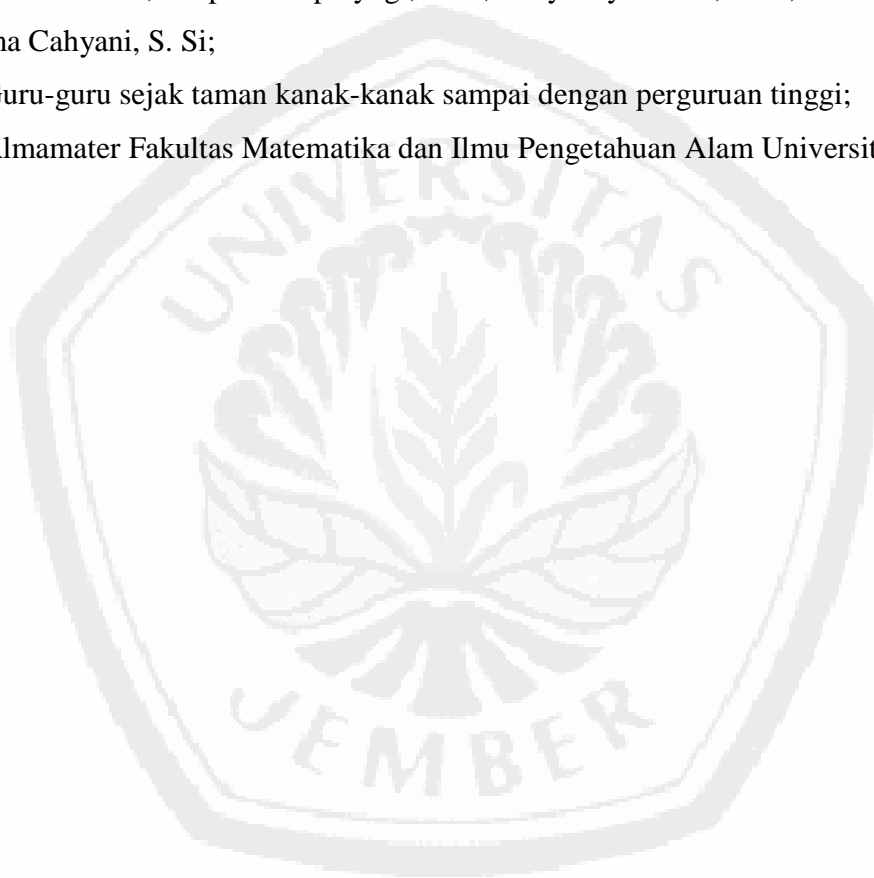 na Cahyani, S. Si;
Guru-guru sejak taman kanak-kanak sampai dengan perguruan tinggi;
Almamater Fakultas Matematika dan Ilmu Pengetahuan Alam Universit
UNIVERSITAS
JEMBER